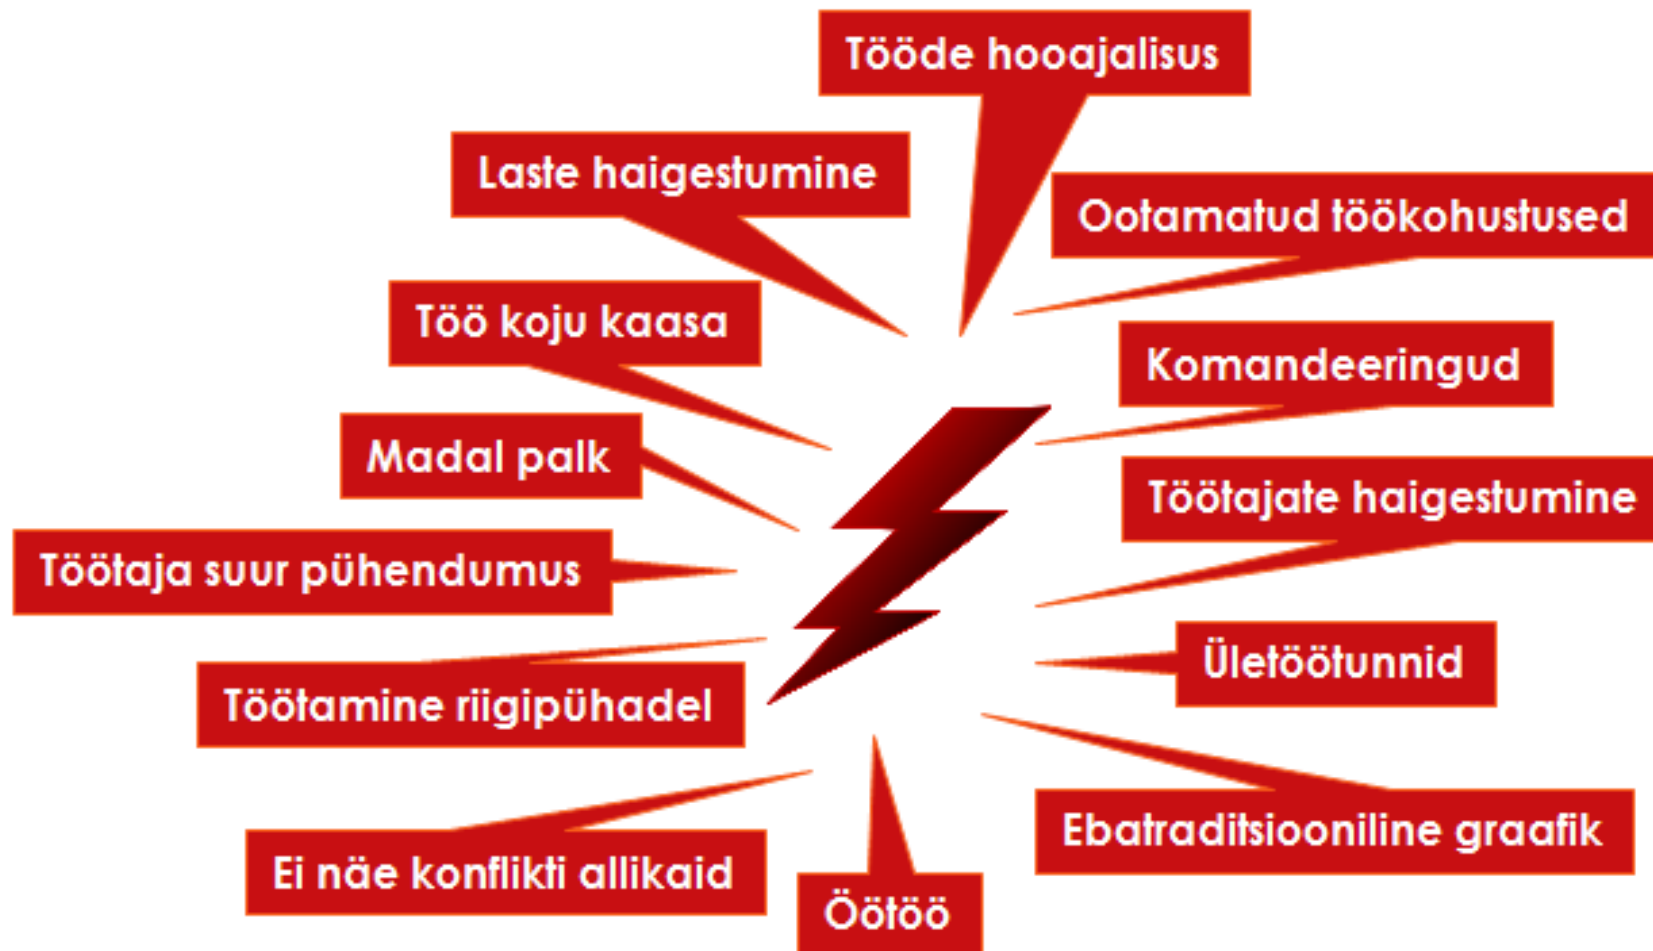 Tööde hooajalisus
Laste haigestumine
Ootamatud töökohustused
Töö koju kaasa
Komandeeringud
Madal palk
Töötajate haigestumine
Töötaja suur pühendumus
Ületöötunnid
Töötamine riigipühadel
Ebatraditsiooniline graafik
Ei näe konflikti allikaid
Öötöö